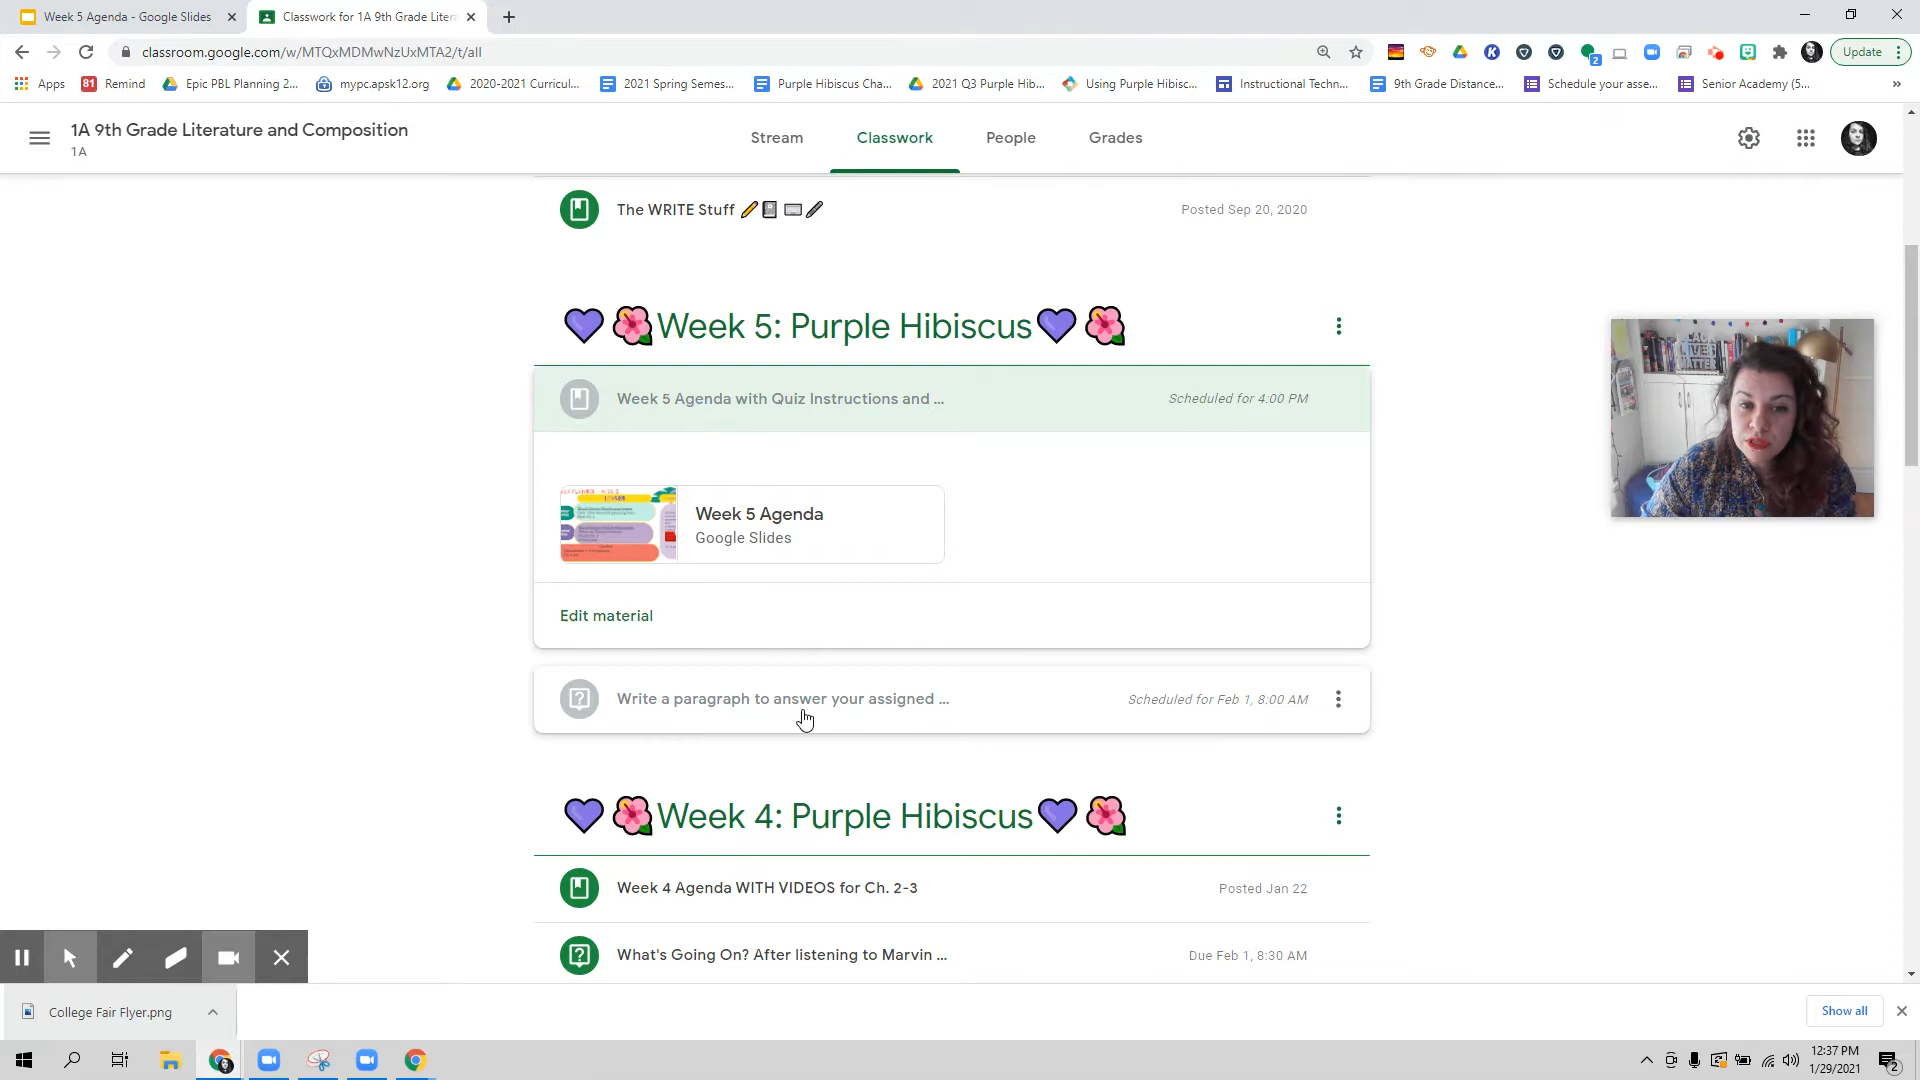 Week 5 Agenda - Google Slides
Classwork for 1A 9th Grade Litera
classroom.google.com/w/MTQxMDMwNzUxMTA2/t/all
Update
Apps
81 Remind
Epic PBL Planning 2...
mypc.apsk12.org
2020-2021 Curricul...
2021 Spring Semes...
Purple Hibiscus Cha...
2021 Q3 Purple Hib...
Using Purple Hibisc...
Instructional Techn...
9th Grade Distance...
Schedule your asse...
Senior Academy (5...
»
1A 9th Grade Literature and Composition
1A
Stream
Classwork
People
Grades
The WRITE Stuff
Posted Sep 20, 2020
Week 5: Purple Hibiscus
Week 5 Agenda with Quiz Instructions and ...
Scheduled for 4:00 PM
Week 5 Agenda
Google Slides
Edit material
Write a paragraph to answer your assigned ...
Scheduled for Feb 1, 8:00 AM
Week 4: Purple Hibiscus
Week 4 Agenda WITH VIDEOS for Ch. 2-3
Posted Jan 22
What's Going On? After listening to Marvin ...
Due Feb 1, 8:30 AM
LIVES
MATTER
College Fair Flyer.png
Show all
12:37 PM
1/29/2021
2